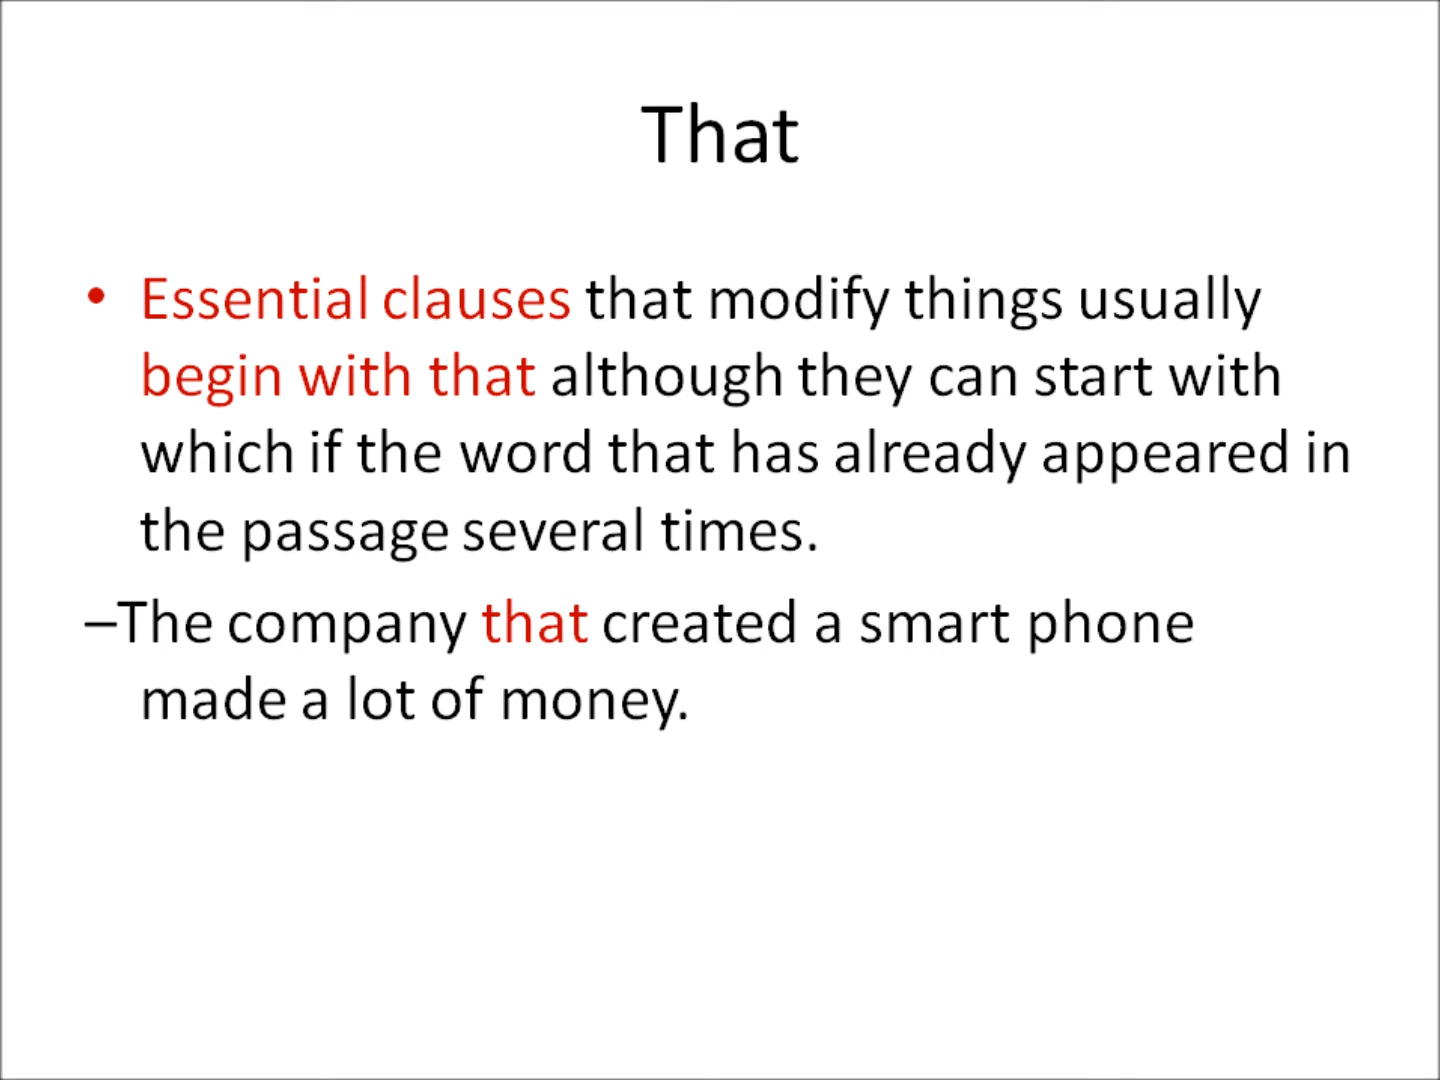 That
• Essential clauses that modify things usually
begin with that although they can start with
which if the word that has already appeared in
the passage several times.
–The company that created a smart phone
made a lot of money.